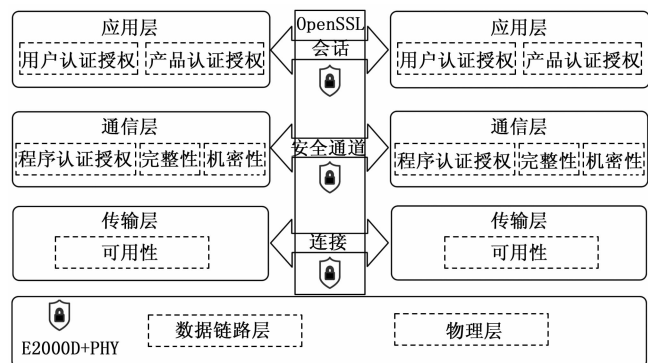 应用层
OpenSSL
应用层
用户认证授权 产品认证授权
会话
用户认证授权 产品认证授权
通信层
通信层
程序认证授权 完整性 机密性
安全通道
程序认证授权 完整性 机密性
传输层
传输层
可用性
连接
可用性
E2000D+PHY
数据链路层
物理层